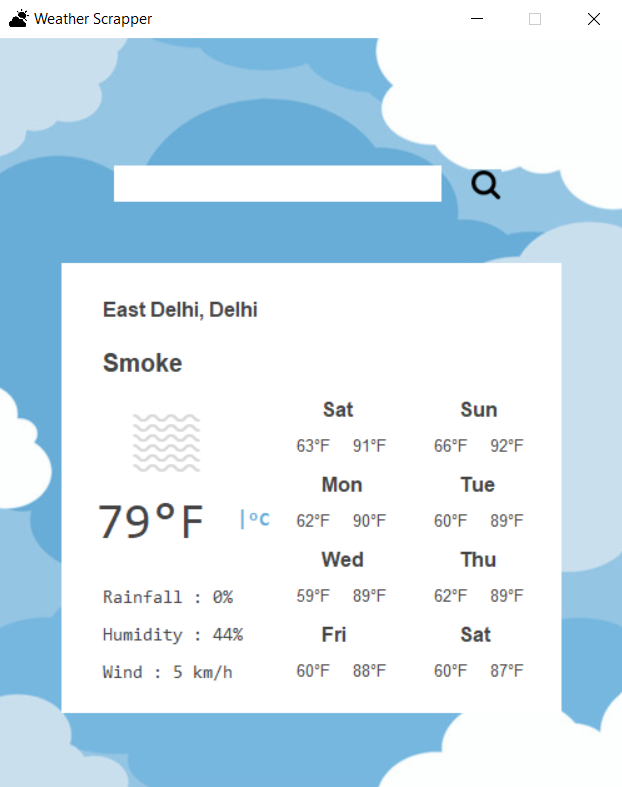 Weather Scrapper
East Delhi, Delhi
Smoke
79°F |°C
Rainfall : 0%
Humidity : 44%
Wind : 5 km/h
Sat Sun
63°F 91°F 66°F 92°F
Mon Tue
62°F 90°F 60°F 89°F
Wed Thu
59°F 89°F 62°F 89°F
Fri Sat
60°F 88°F 60°F 87°F